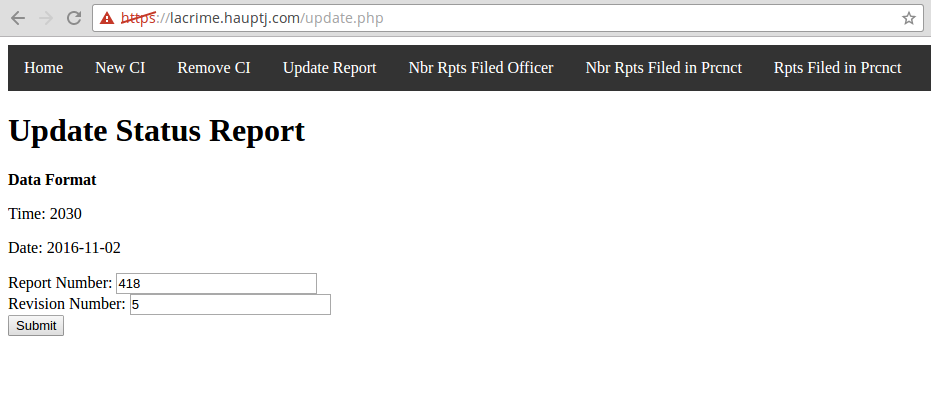 https://lacrime.hauptj.com/update.php
Home New CI Remove CI Update Report Nbr Rpts Filed Officer Nbr Rpts Filed in Prcnct Rpts Filed in Prcnct
Update Status Report
Data Format
Time: 2030
Date: 2016-11-02
Report Number: 418
Revision Number: 5
Submit